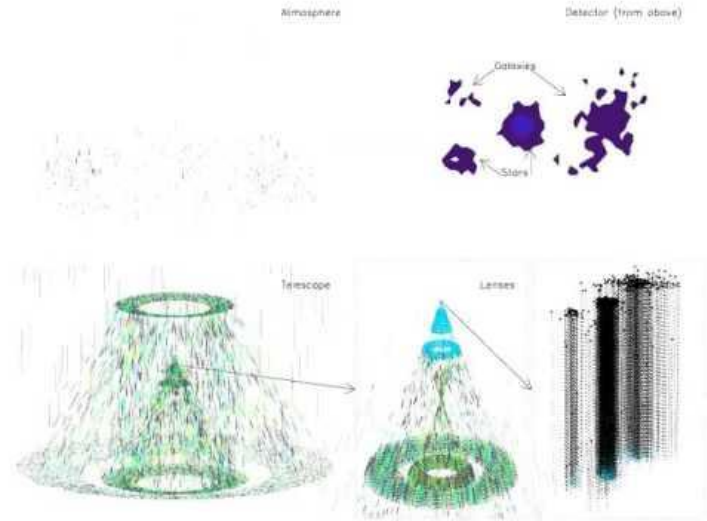 Atmosphere
Detector (from above)
Galaxies
Stars
Telescope
Lenses